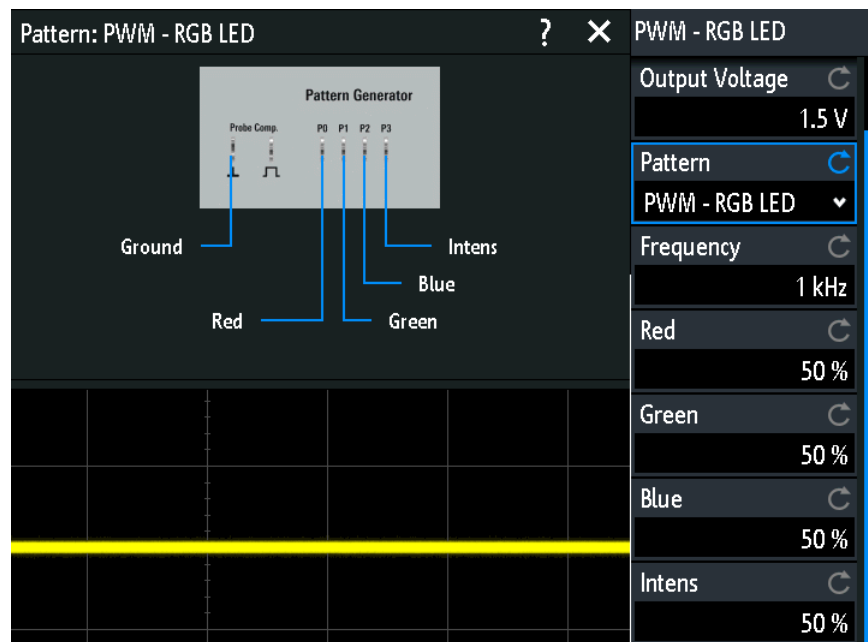 Pattern: PWM - RGB LED ? ✕
Pattern Generator
Probe Comp. P0 P1 P2 P3
Ground
Intens
Blue
Red
Green
PWM - RGB LED
Output Voltage
1.5 V
Pattern
PWM - RGB LED
Frequency
1 kHz
Red
50 %
Green
50 %
Blue
50 %
Intens
50 %